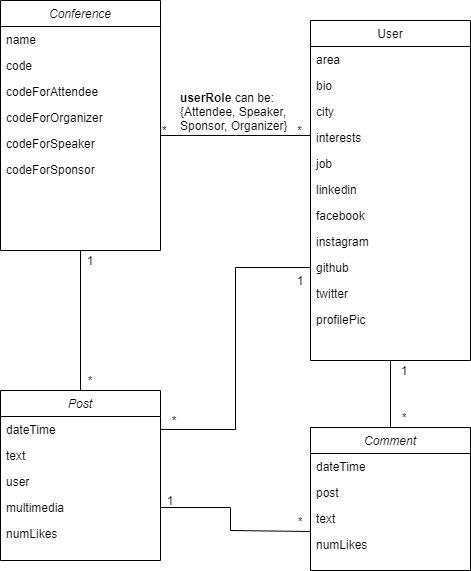 Conference
name
code
codeForAttendee
codeForOrganizer
codeForSpeaker
codeForSponsor
userRole can be:
{Attendee, Speaker,
Sponsor, Organizer}
*
*
User
area
bio
city
interests
job
linkedin
facebook
instagram
github
twitter
profilePic
1
*
1
*
1
*
Post
dateTime
text
user
multimedia
numLikes
1
*
Comment
dateTime
post
text
numLikes